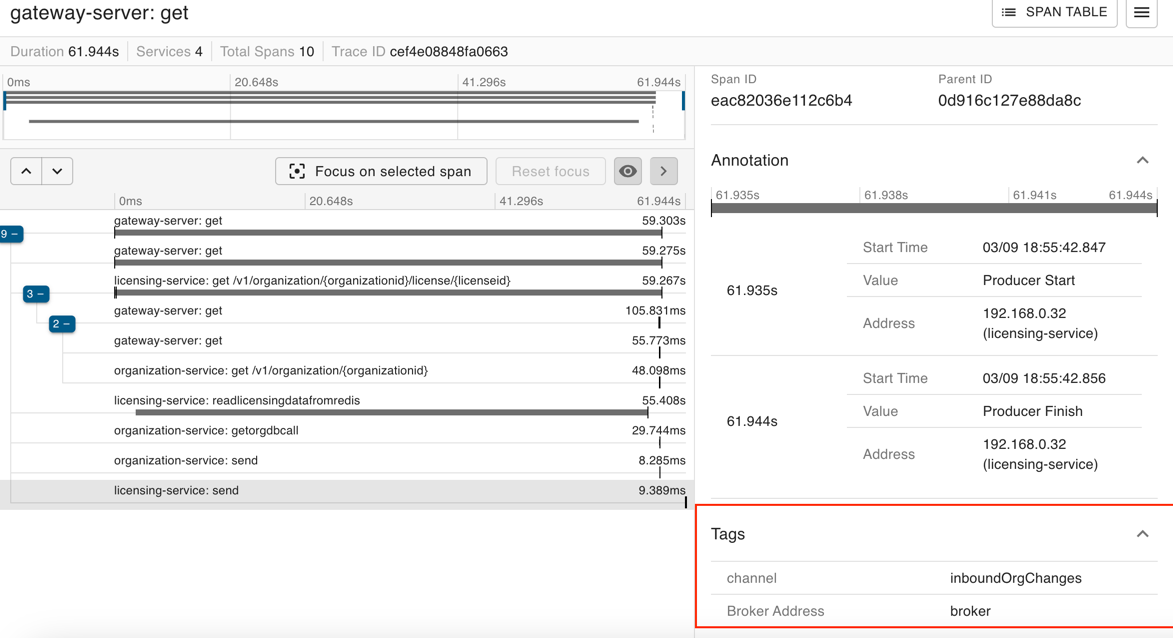 gateway-server: get
SPAN TABLE
Duration 61.944s Services 4 Total Spans 10 Trace ID cef4e08848fa0663
0ms 20.648s 41.296s 61.944s
Focus on selected span Reset focus
0ms 20.648s 41.296s 61.944s
gateway-server: get 59.303s
9 −
gateway-server: get 59.275s
licensing-service: get /v1/organization/{organizationid}/license/{licenseid} 59.267s
3 −
gateway-server: get 105.831ms
2 −
gateway-server: get 55.773ms
organization-service: get /v1/organization/{organizationid} 48.098ms
licensing-service: readlicensingdatafromredis 55.408s
organization-service: getorgdbcall 29.744ms
organization-service: send 8.285ms
licensing-service: send 9.389ms
Span ID Parent ID
eac82036e112c6b4 0d916c127e88da8c
Annotation
61.935s 61.938s 61.941s 61.944s
Start Time 03/09 18:55:42.847
61.935s Value Producer Start
Address 192.168.0.32
(licensing-service)
Start Time 03/09 18:55:42.856
61.944s Value Producer Finish
Address 192.168.0.32
(licensing-service)
Tags
channel inboundOrgChanges
Broker Address broker